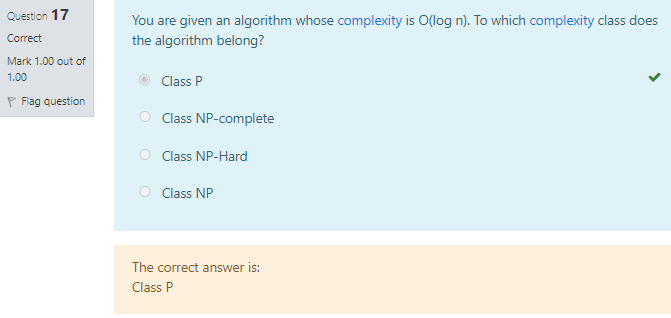 Question 17
Correct
Mark 1.00 out of
1.00
Flag question
You are given an algorithm whose complexity is O(log n). To which complexity class does
the algorithm belong?
Class P
Class NP-complete
Class NP-Hard
Class NP
The correct answer is:
Class P